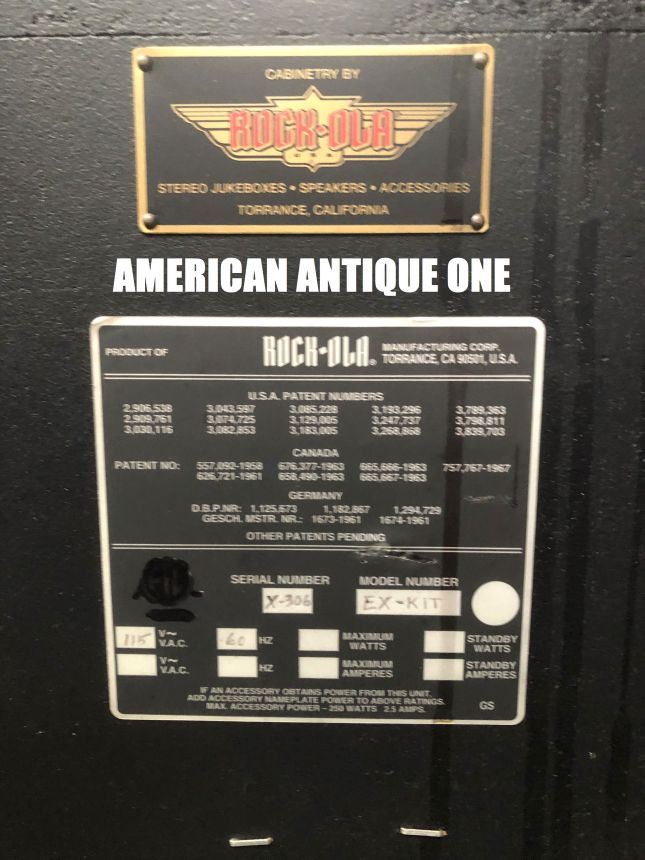 CABINETRY BY
ROCK•OLA
USA
STEREO JUKEBOXES • SPEAKERS • ACCESSORIES
TORRANCE, CALIFORNIA
AMERICAN ANTIQUE ONE
PRODUCT OF ROCK•OLA® MANUFACTURING CORP.
TORRANCE, CA 90501, U.S.A.
U.S.A. PATENT NUMBERS
2,906,538 3,043,597 3,085,228 3,193,296 3,789,363
2,909,761 3,074,725 3,129,005 3,247,737 3,798,811
3,030,116 3,082,853 3,183,005 3,268,868 3,839,703
CANADA
PATENT NO: 557,092-1958 676,377-1963 665,666-1963 757,767-1967
626,721-1961 658,490-1963 665,667-1963
GERMANY
D.B.P.NR: 1,125,673 1,182,867 1,294,729
GESCH. MSTR. NR.: 1673-1961 1674-1961
OTHER PATENTS PENDING
SERIAL NUMBER MODEL NUMBER
X-306 EX-KIT
115 V~ V.A.C. 60 HZ MAXIMUM WATTS STANDBY WATTS
V~ V.A.C. HZ MAXIMUM AMPERES STANDBY AMPERES
IF AN ACCESSORY OBTAINS POWER FROM THIS UNIT,
ADD ACCESSORY NAMEPLATE POWER TO ABOVE RATINGS.
MAX. ACCESSORY POWER - 250 WATTS 2.5 AMPS.
GS